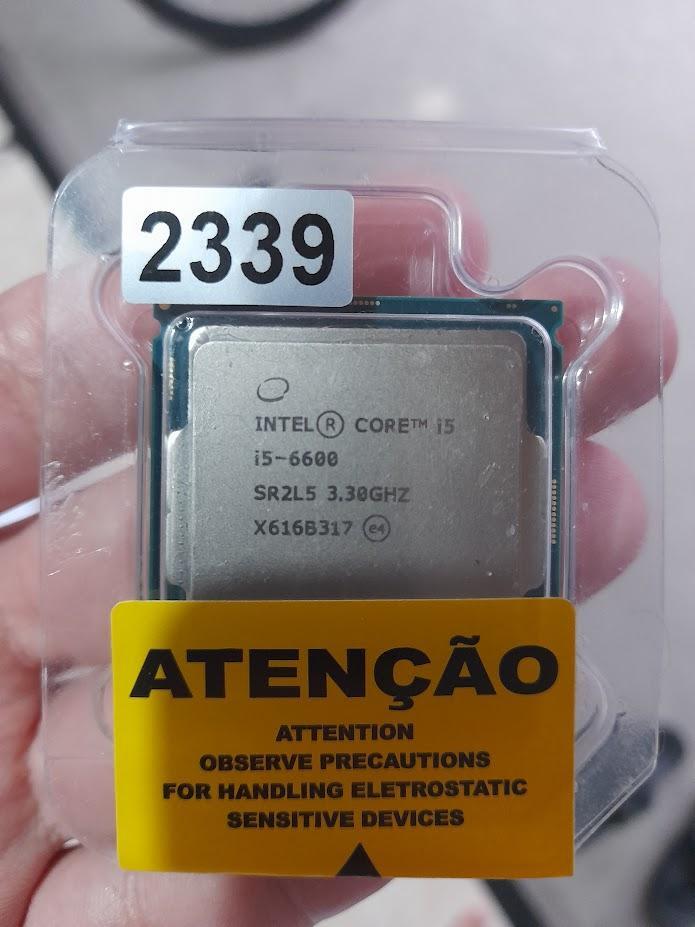 2339
INTEL® CORE™ i5
i5-6600
SR2L5 3.30GHZ
X616B317 e4
ATENÇÃO
ATTENTION
OBSERVE PRECAUTIONS
FOR HANDLING ELETROSTATIC
SENSITIVE DEVICES